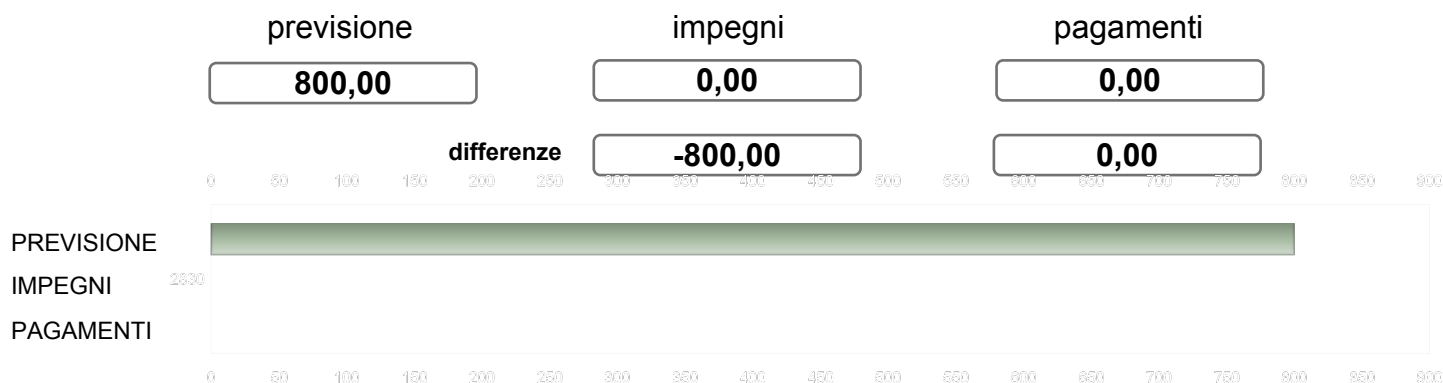 previsione impegni pagamenti
800,00 0,00 0,00
differenze -800,00 0,00
0 50 100 150 200 250 300 350 400 450 500 550 600 650 700 750 800 850 900
PREVISIONE
2830
IMPEGNI
PAGAMENTI
0 50 100 150 200 250 300 350 400 450 500 550 600 650 700 750 800 850 900